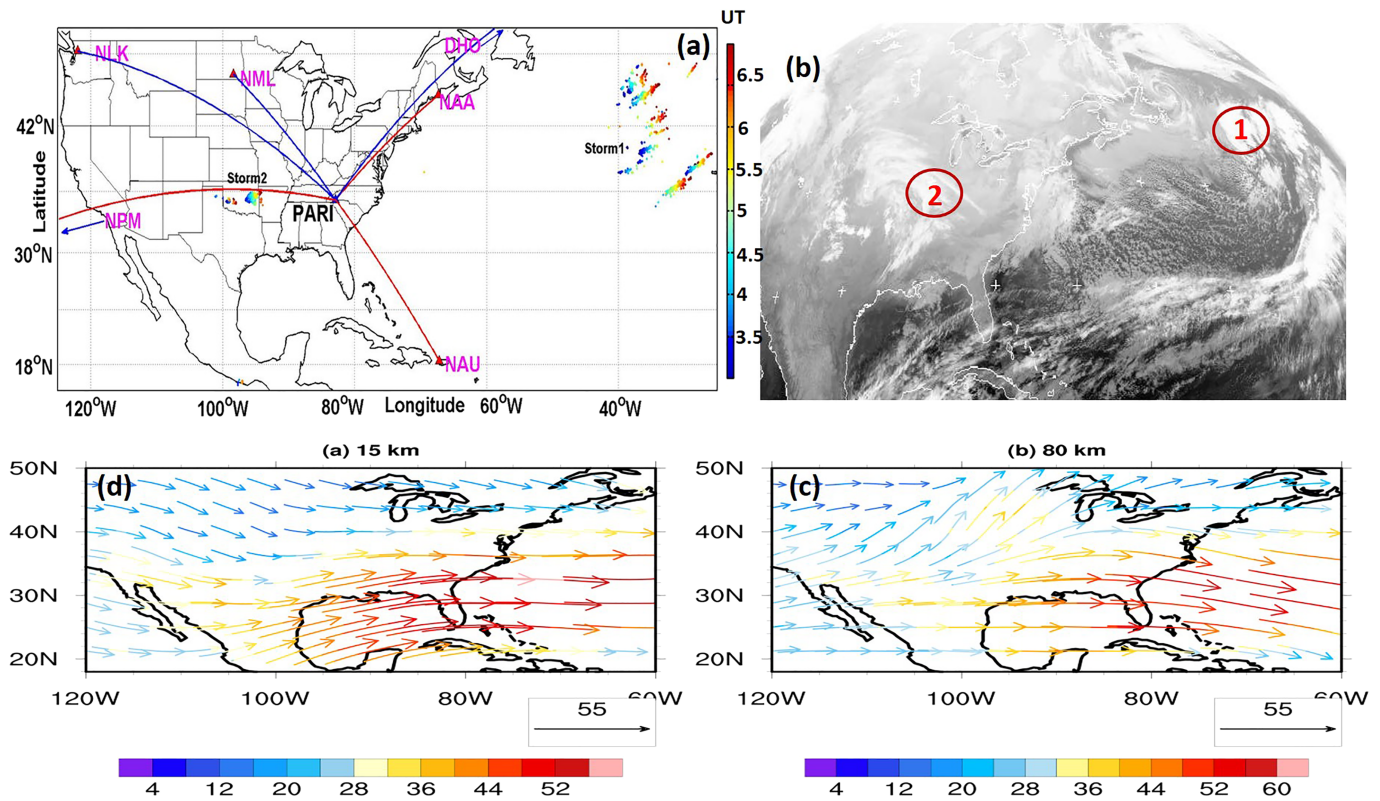 UT
(a)
DHO
NLK
NML
NAA
6.5
6
5.5
5
4.5
4
3.5
42°N
30°N
18°N
Latitude
Storm1
Storm2
PARI
NPM
NAU
120°W
100°W
80°W
Longitude
60°W
40°W
(b)
1
2
(a) 15 km
(d)
50N
40N
30N
20N
120W
100W
80W
60W
55
4
12
20
28
36
44
52
(b) 80 km
(c)
50N
40N
30N
20N
120W
100W
80W
60W
55
4
12
20
28
36
44
52
60